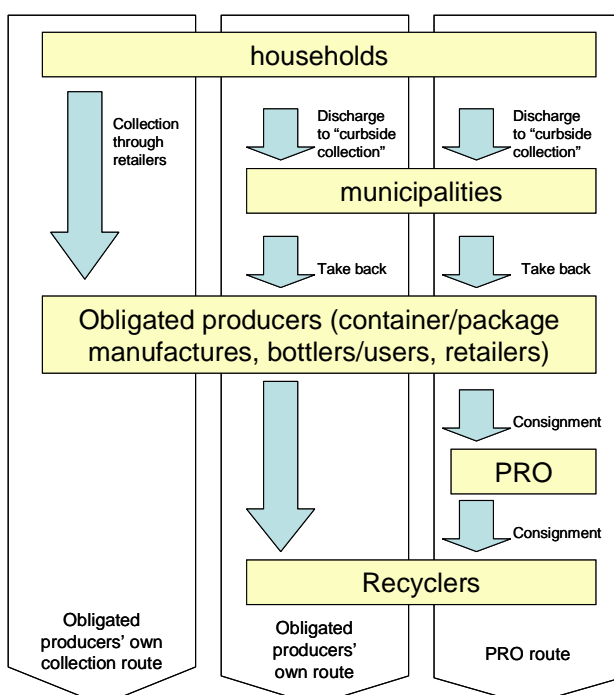 households
Collection
through
retailers
Discharge
to “curbside
collection”
Discharge
to “curbside
collection”
municipalities
Take back
Take back
Obligated producers (container/package
manufactures, bottlers/users, retailers)
Consignment
PRO
Consignment
Recyclers
Obligated
producers’ own
collection route
Obligated
producers’
own route
PRO route